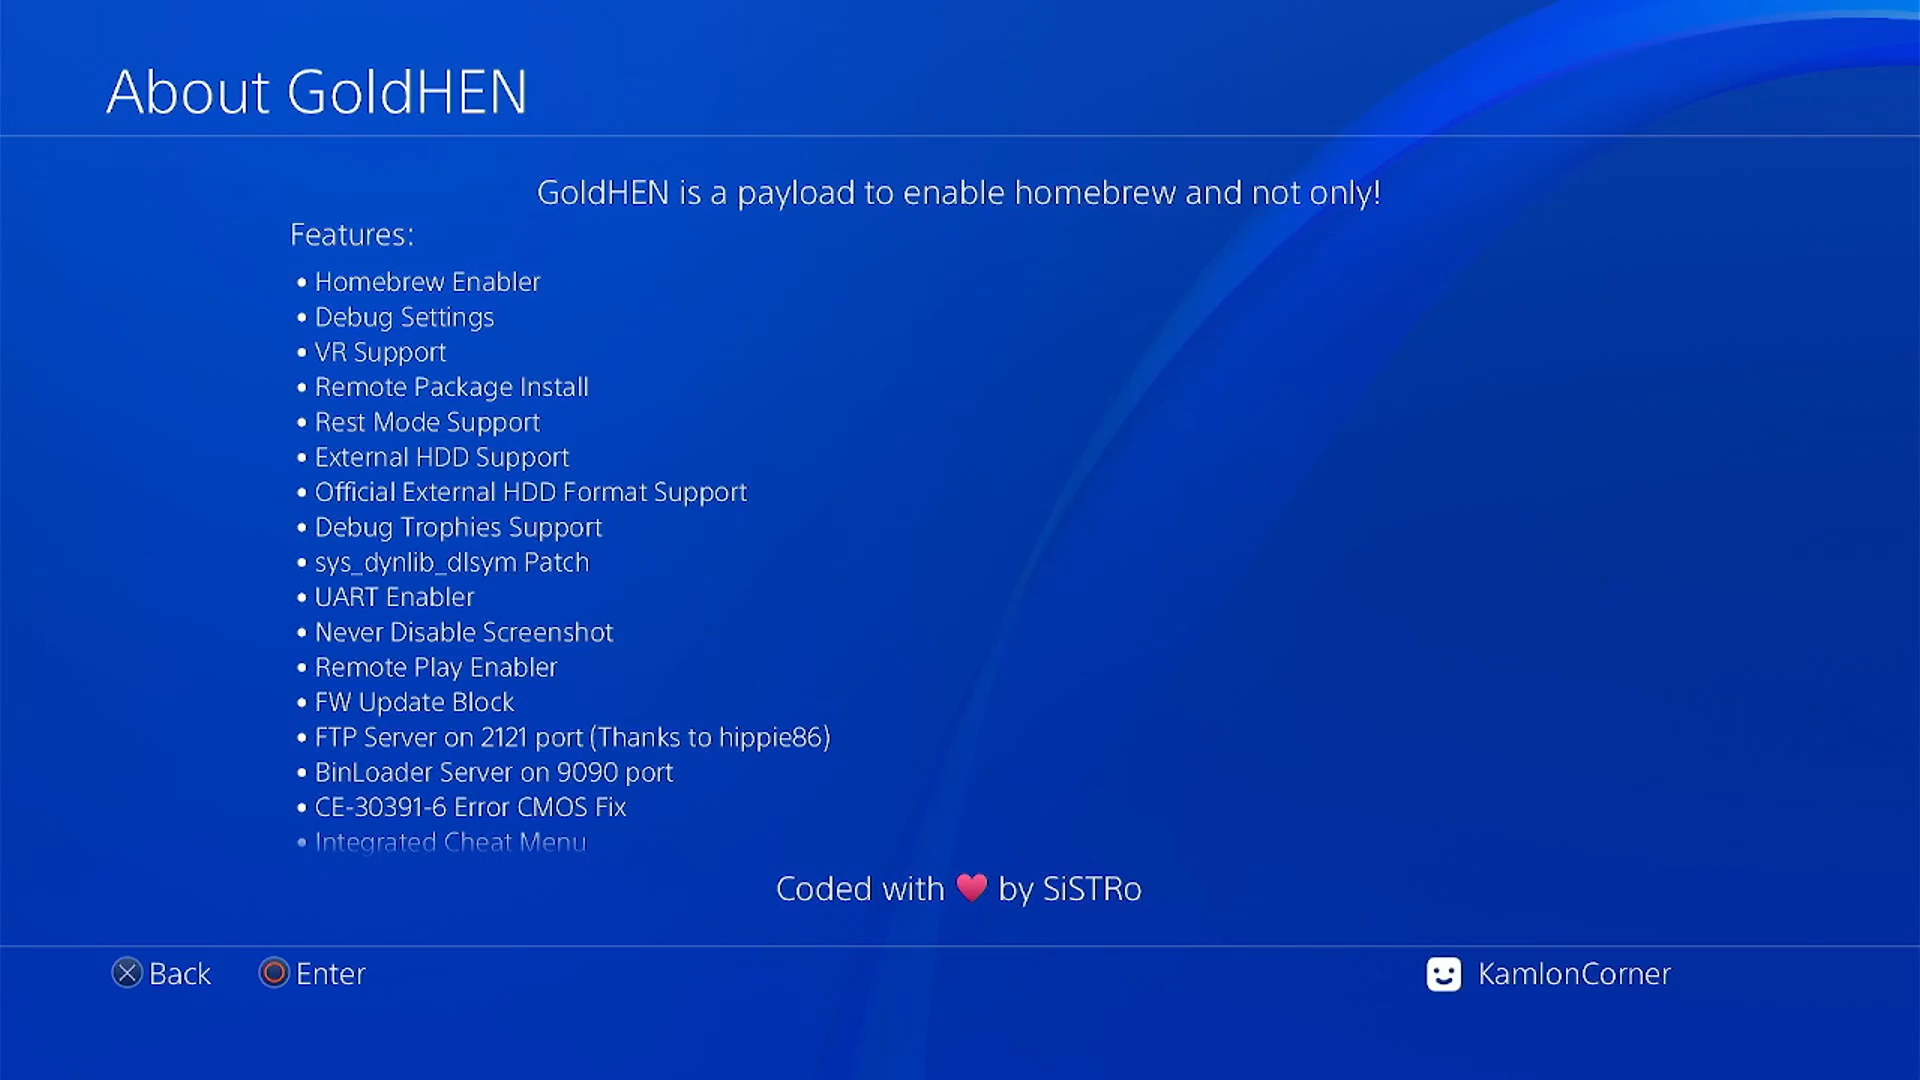 About GoldHEN
GoldHEN is a payload to enable homebrew and not only!
Features:
• Homebrew Enabler
• Debug Settings
• VR Support
• Remote Package Install
• Rest Mode Support
• External HDD Support
• Official External HDD Format Support
• Debug Trophies Support
• sys_dynlib_dlsym Patch
• UART Enabler
• Never Disable Screenshot
• Remote Play Enabler
• FW Update Block
• FTP Server on 2121 port (Thanks to hippie86)
• BinLoader Server on 9090 port
• CE-30391-6 Error CMOS Fix
• Integrated Cheat Menu
Coded with ♥ by SiSTRo
Back Enter KamlonCorner